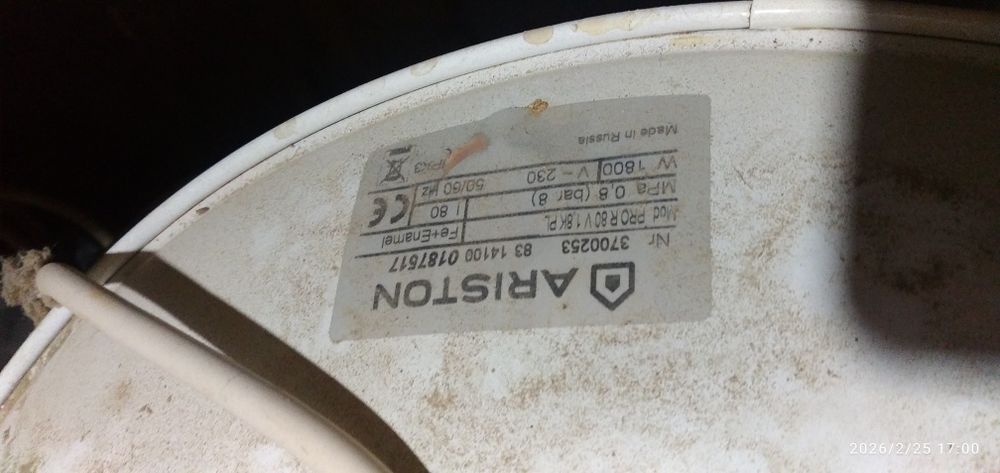 ARISTON
Nr 3700253 83 14100 0187517
Mod. PRO R 80 V 1,8K PL Fe+Enamel
MPa 0,8 (bar 8) l 80 CE
W 1800 V~230 50/60 Hz IPX3
Made in Russia
2026/2/25 17:00